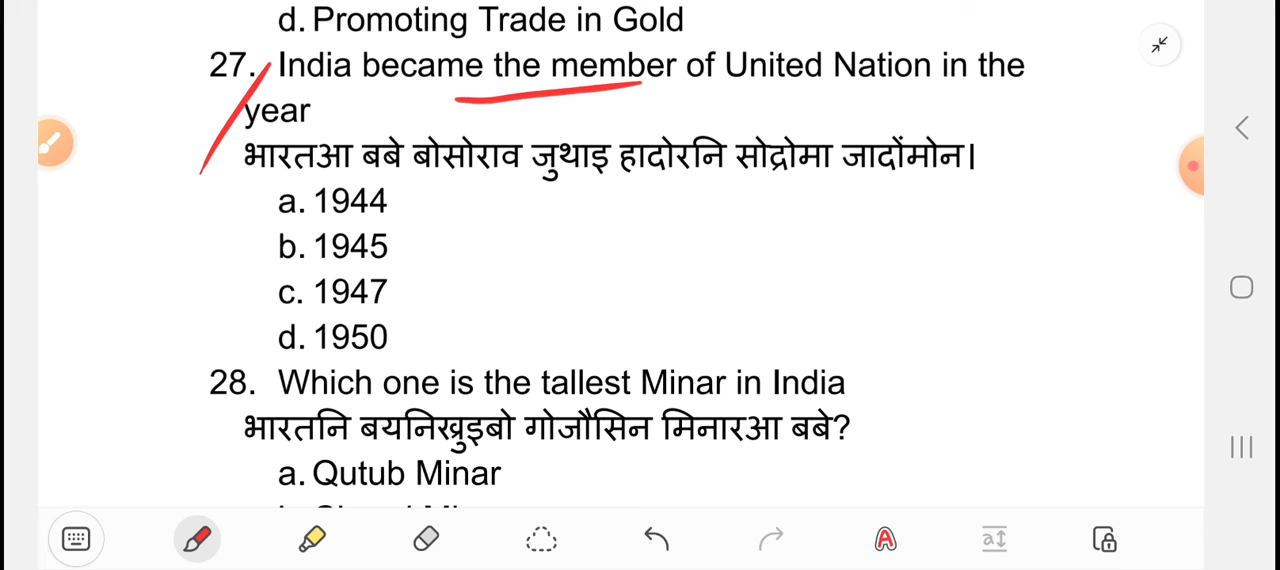 d. Promoting Trade in Gold
27. India became the member of United Nation in the
year
भारतआ बबे बोसोराव जुथाइ हादोरनि सोद्रोमा जादोंमोन।
a. 1944
b. 1945
c. 1947
d. 1950
28. Which one is the tallest Minar in India
भारतनि बयनिखुइबो गोजौसिन मिनारआ बबे?
a. Qutub Minar